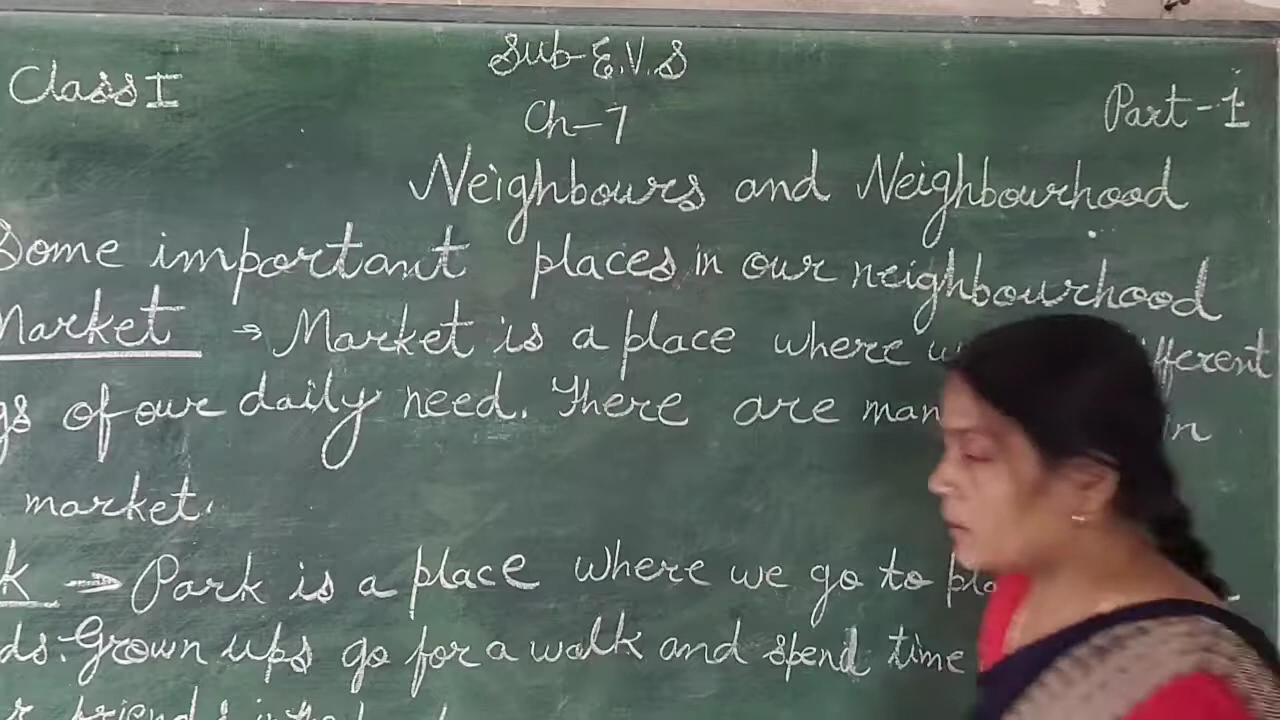 Sub-E.V.S
Class I
Ch-7
Part-1
Neighbours and Neighbourhood
Some important places in our neighbourhood
Market → Market is a place where
of our daily need. There are in
market.
→ Park is a place where we go to
Grown ups go for a walk and spend time